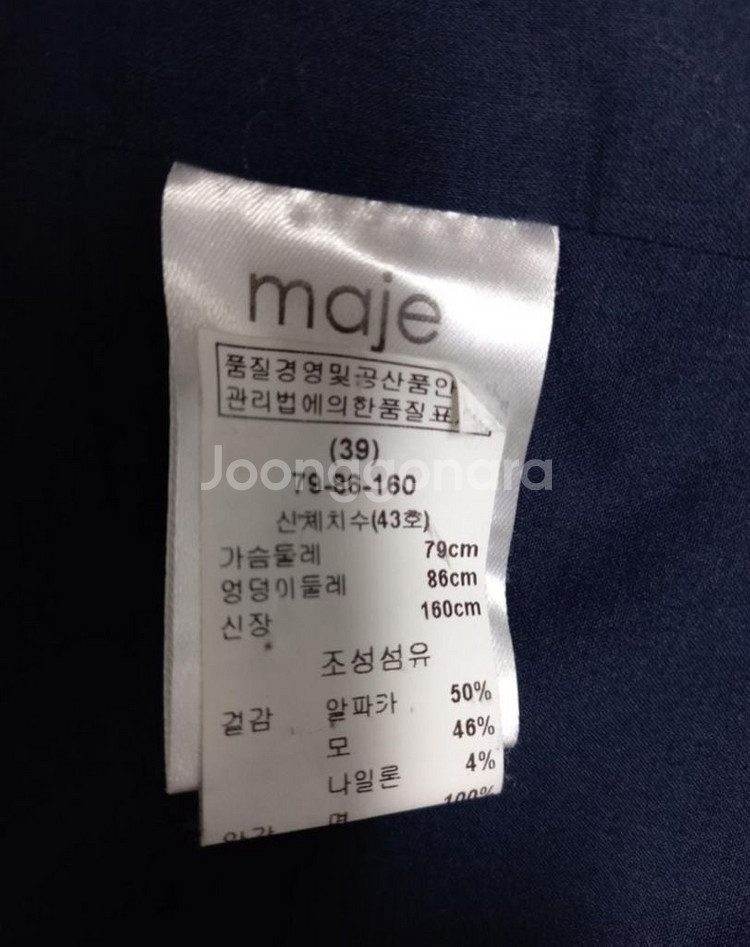 maje
품질경영및공산품안
관리법에의한품질표
(39)
79-86-160
Joonggonara
신체치수(43호)
가슴둘레 79cm
엉덩이둘레 86cm
신장 160cm
조성섬유
겉감 알파카 50%
모 46%
나일론 4%
100%